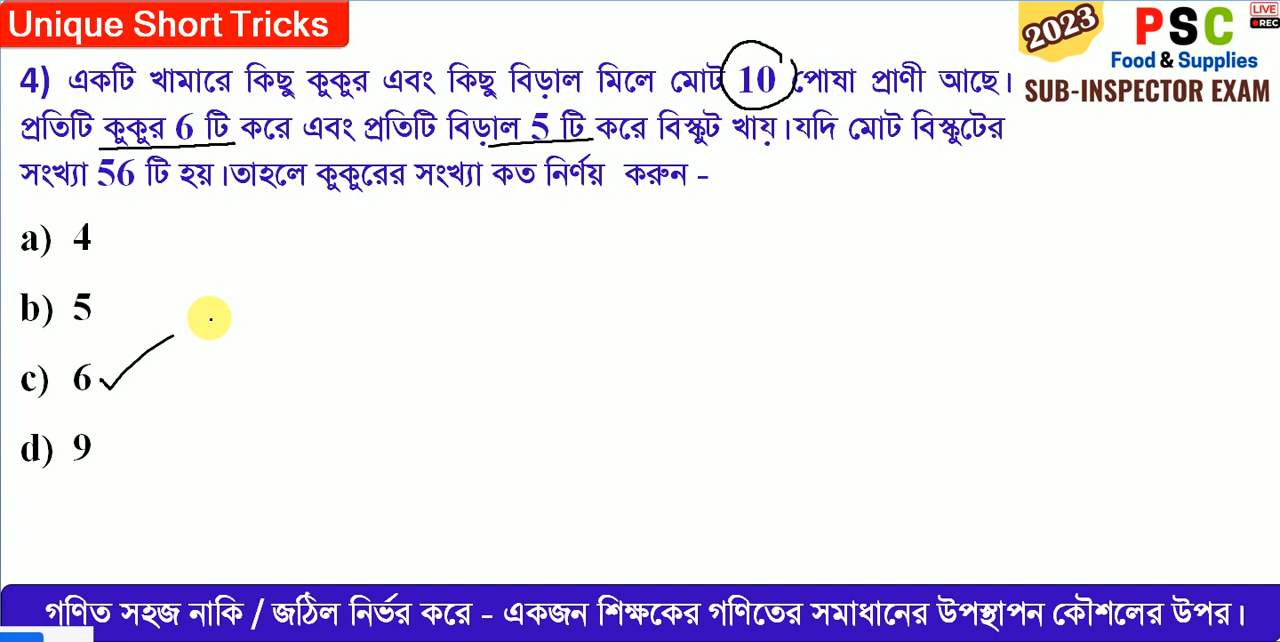 Unique Short Tricks
2023
PSC
LIVE
REC
Food & Supplies
SUB-INSPECTOR EXAM
4) একটি খামারে কিছু কুকুর এবং কিছু বিড়াল মিলে মোট 10 পোষা প্রাণী আছে।
প্রতিটি কুকুর 6 টি করে এবং প্রতিটি বিড়াল 5 টি করে বিস্কুট খায়।যদি মোট বিস্কুটের
সংখ্যা 56 টি হয়।তাহলে কুকুরের সংখ্যা কত নির্ণয় করুন -
a) 4
b) 5
c) 6
d) 9
গণিত সহজ নাকি / জঠিল নির্ভর করে - একজন শিক্ষকের গণিতের সমাধানের উপস্থাপন কৌশলের উপর।